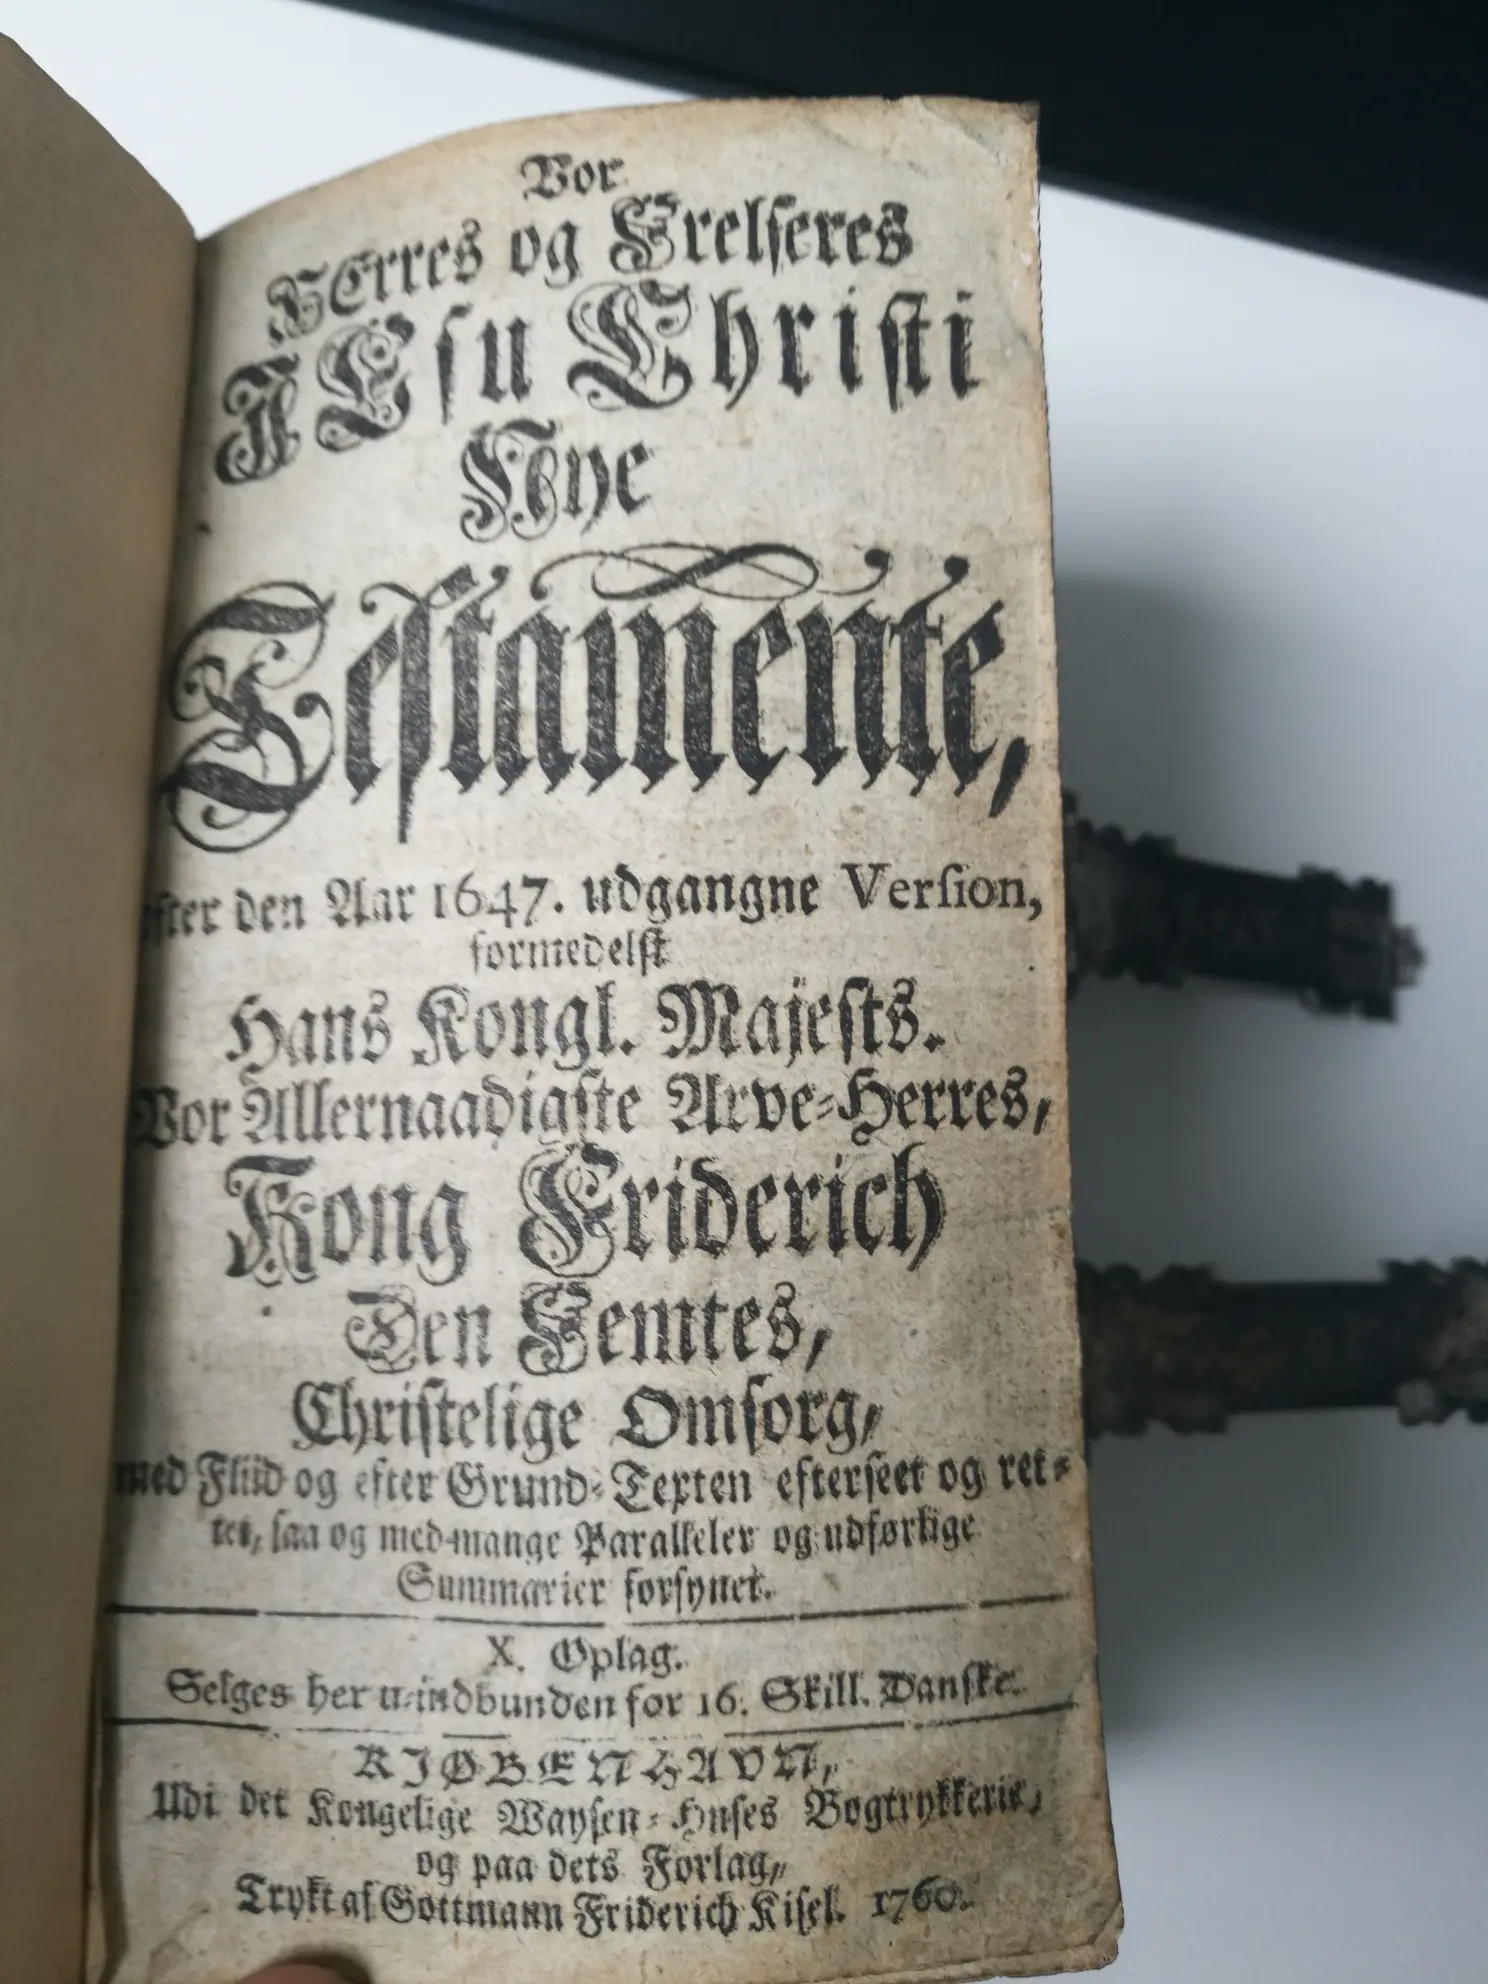 Vor
HErres og Frelseres
JEsu Christi
Nye
Testamente,
efter den Aar 1647. udgangne Version,
formedelst
Hans Kongl. Majests.
Vor Allernaadigste Arve-Herres,
Kong Friderich
Den Femtes,
Christelige Omsorg,
med Fliid og efter Grund-Texten efterseet og ret-
tet, saa og med mange Paralleler og udførlige
Summarier forsynet.
X. Oplag.
Selges her u-indbunden for 16. Skill. Danske.
KIØBENHAVN,
Udi det Kongelige Waysen-Huses Bogtrykkerie,
og paa dets Forlag,
Trykt af Gottmann Friderich Kisel. 1760.